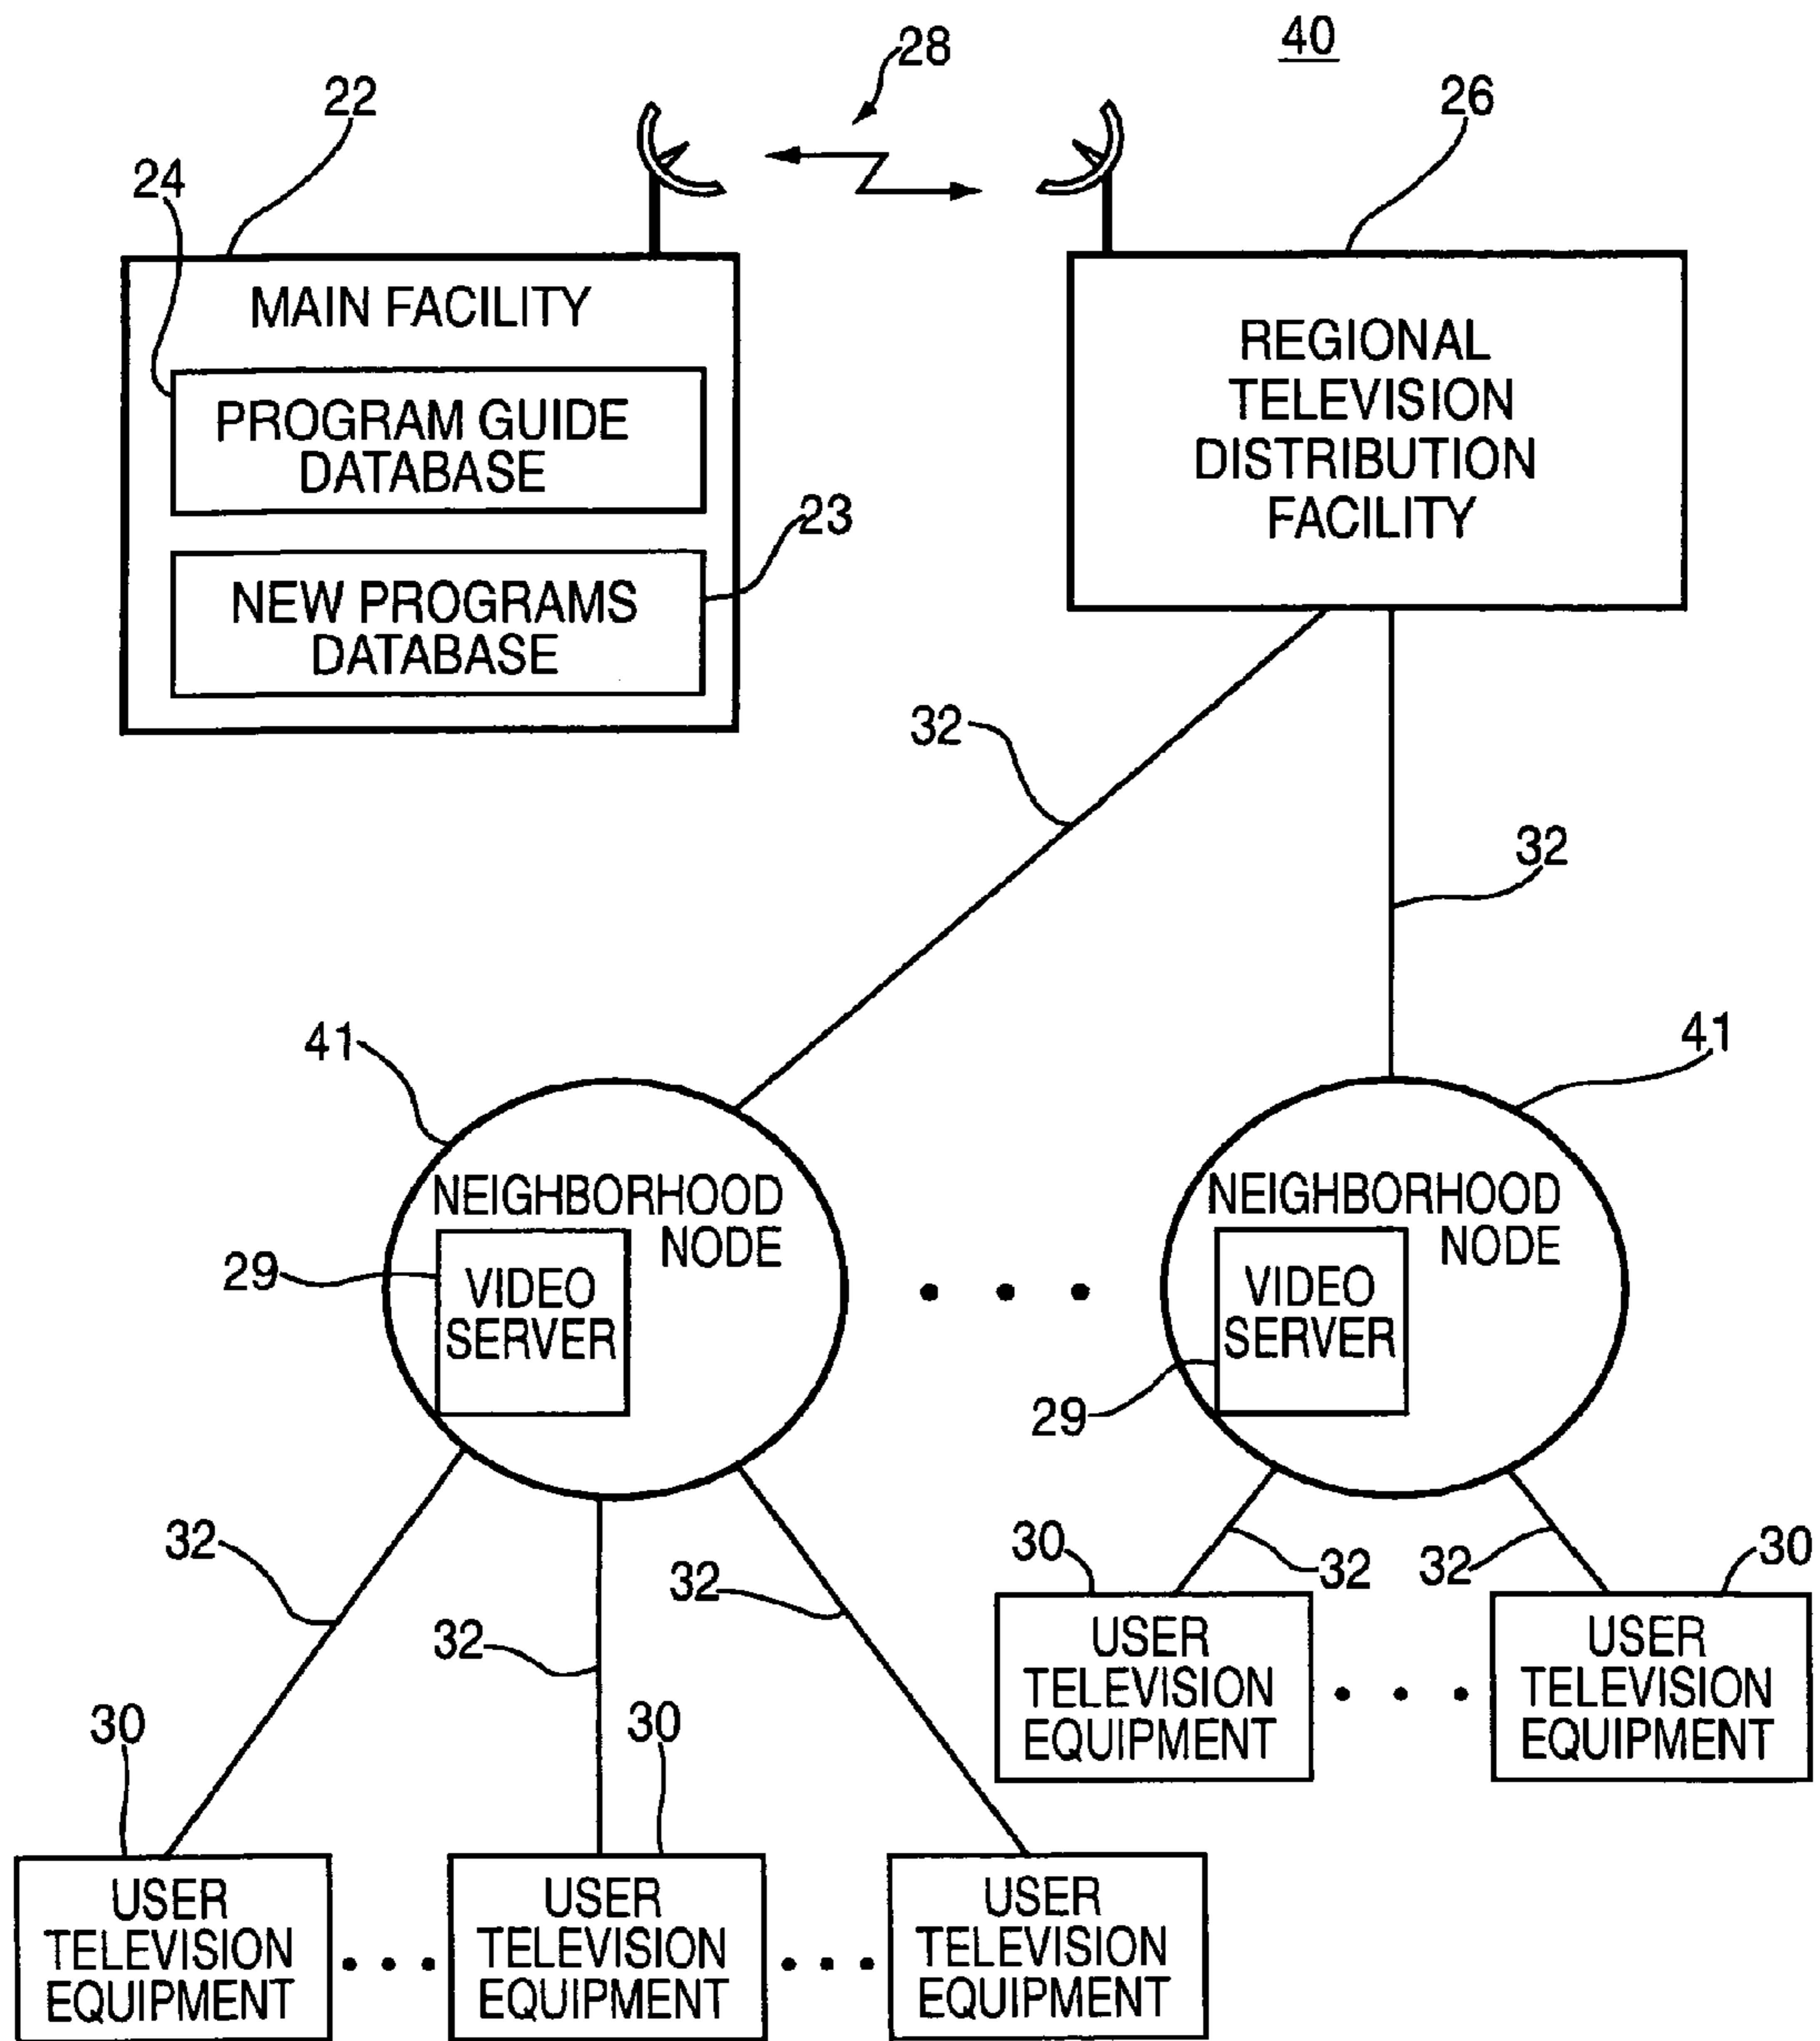 28
40
22
26
24
MAIN FACILITY
PROGRAM GUIDE
DATABASE
23
NEW PROGRAMS
DATABASE
REGIONAL
TELEVISION
DISTRIBUTION
FACILITY
32
32
41
41
NEIGHBORHOOD
NODE
29
VIDEO
SERVER
NEIGHBORHOOD
NODE
VIDEO
SERVER
29
32
32
32
30
32
32
30
USER
TELEVISION
EQUIPMENT
USER
TELEVISION
EQUIPMENT
30
30
USER
TELEVISION
EQUIPMENT
USER
TELEVISION
EQUIPMENT
USER
TELEVISION
EQUIPMENT